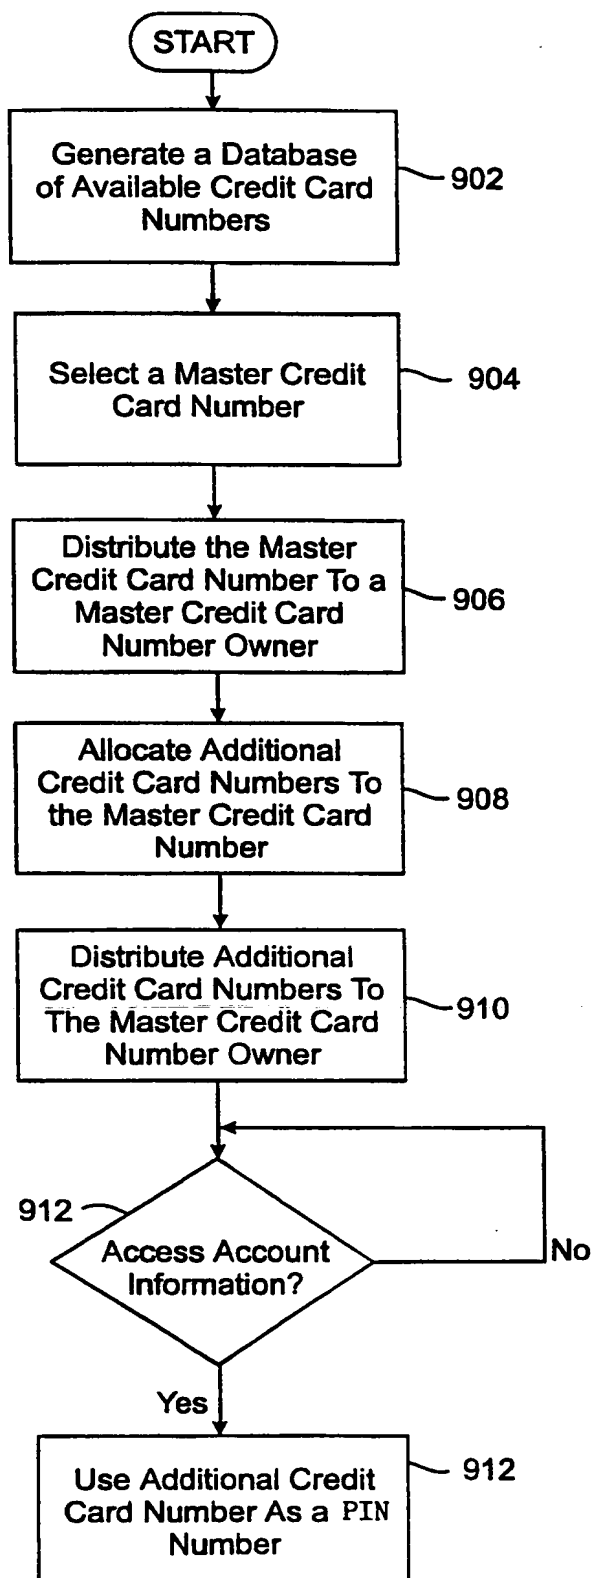 START
Generate a Database
of Available Credit Card
Numbers
902
Select a Master Credit
Card Number
904
Distribute the Master
Credit Card Number To a
Master Credit Card
Number Owner
906
Allocate Additional
Credit Card Numbers To
the Master Credit Card
Number
908
Distribute Additional
Credit Card Numbers To
The Master Credit Card
Number Owner
910
912
Access Account
Information?
No
Yes
Use Additional Credit
Card Number As a PIN
Number
912